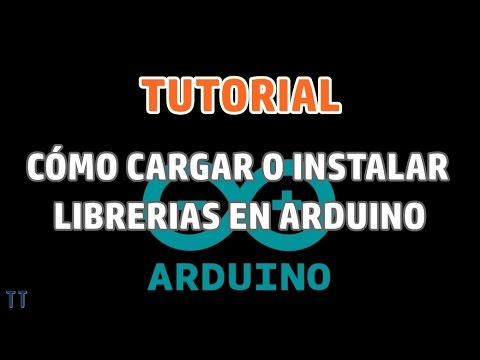 TUTORIAL
CÓMO CARGAR O INSTALAR
LIBRERIAS EN ARDUINO
ARDUINO
TT